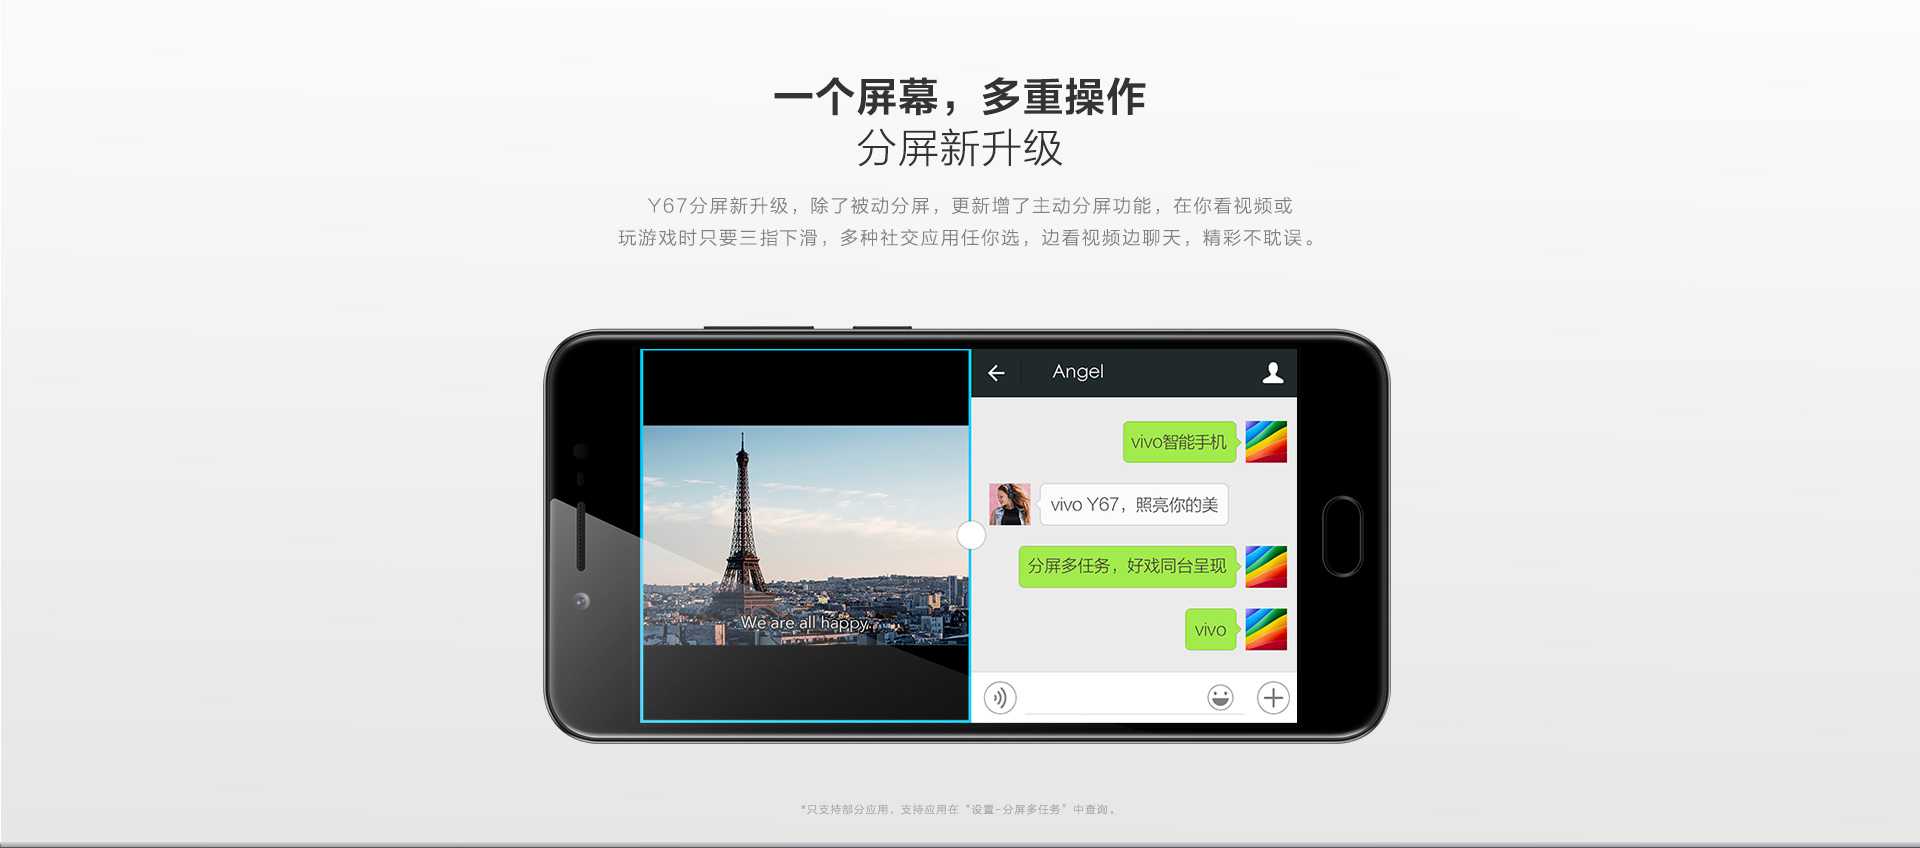 一个屏幕，多重操作
分屏新升级
Y67分屏新升级，除了被动分屏，更新增了主动分屏功能，在你看视频或
玩游戏时只要三指下滑，多种社交应用任你选，边看视频边聊天，精彩不耽误。
Angel
vivo智能手机
vivo Y67，照亮你的美
分屏多任务，好戏同台呈现
We are all happy.
vivo
*只支持部分应用，支持应用在“设置-分屏多任务”中查询。